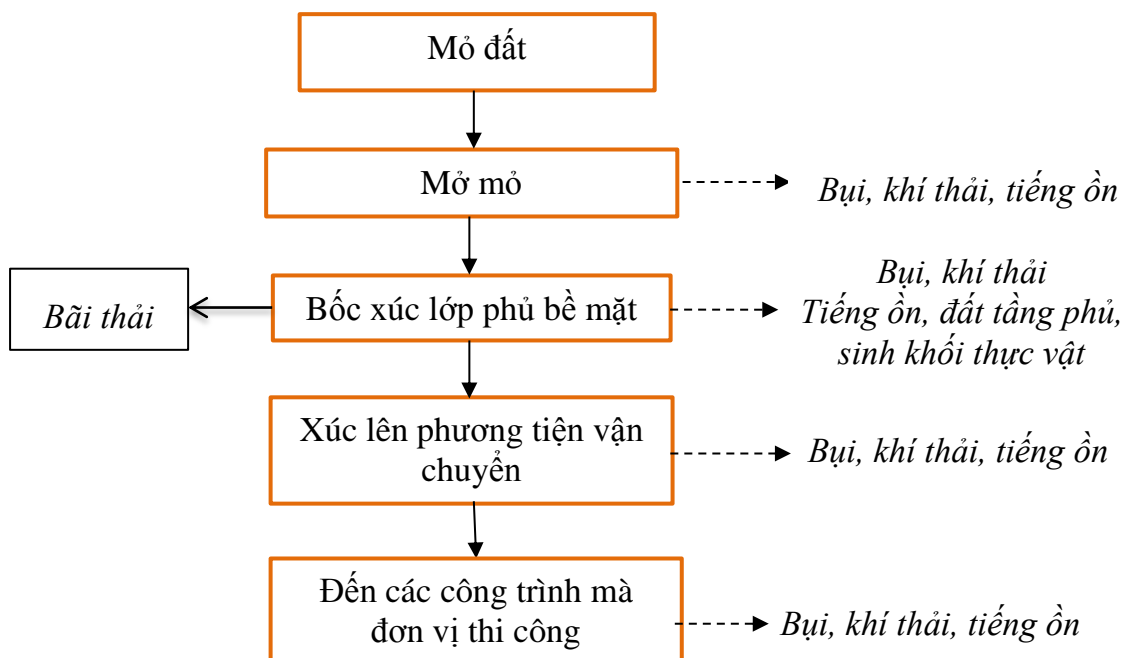 Mỏ đất
Mở mỏ
Bụi, khí thải, tiếng ồn
Bãi thải
Bốc xúc lớp phủ bề mặt
Bụi, khí thải
Tiếng ồn, đất tầng phủ,
sinh khối thực vật
Xúc lên phương tiện vận
chuyển
Bụi, khí thải, tiếng ồn
Đến các công trình mà
đơn vị thi công
Bụi, khí thải, tiếng ồn